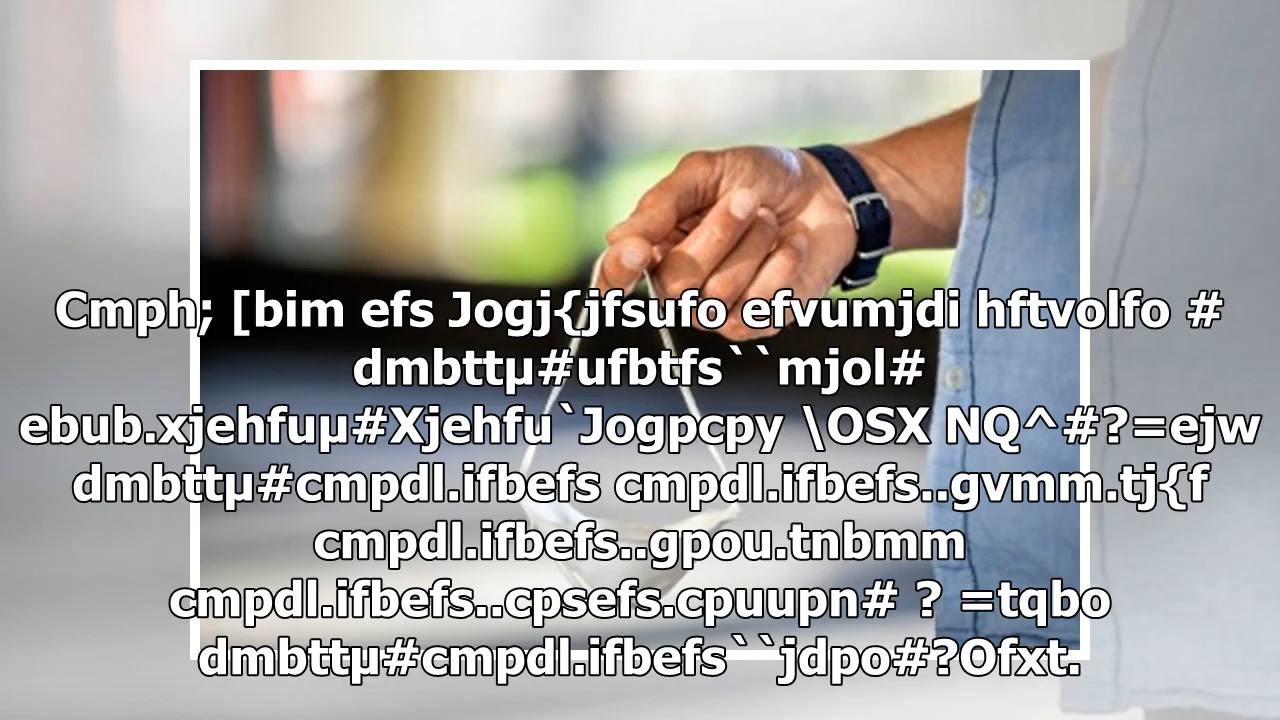 Cmph; [bim efs Jogj{jfsufo efvumjdi hftvolfo #
dmbttµ#ufbtfs``mjol#
ebub.xjehfuµ#Xjehfu`Jogpcpy \OSX NQ^#?=ejw
dmbttµ#cmpdl.ifbefs cmpdl.ifbefs..gvmm.tj{f
cmpdl.ifbefs..gpou.tnbmm
cmpdl.ifbefs..cpsefs.cpuupn# ? =tqbo
dmbttµ#cmpdl.ifbefs``jdpo#?Ofxt.